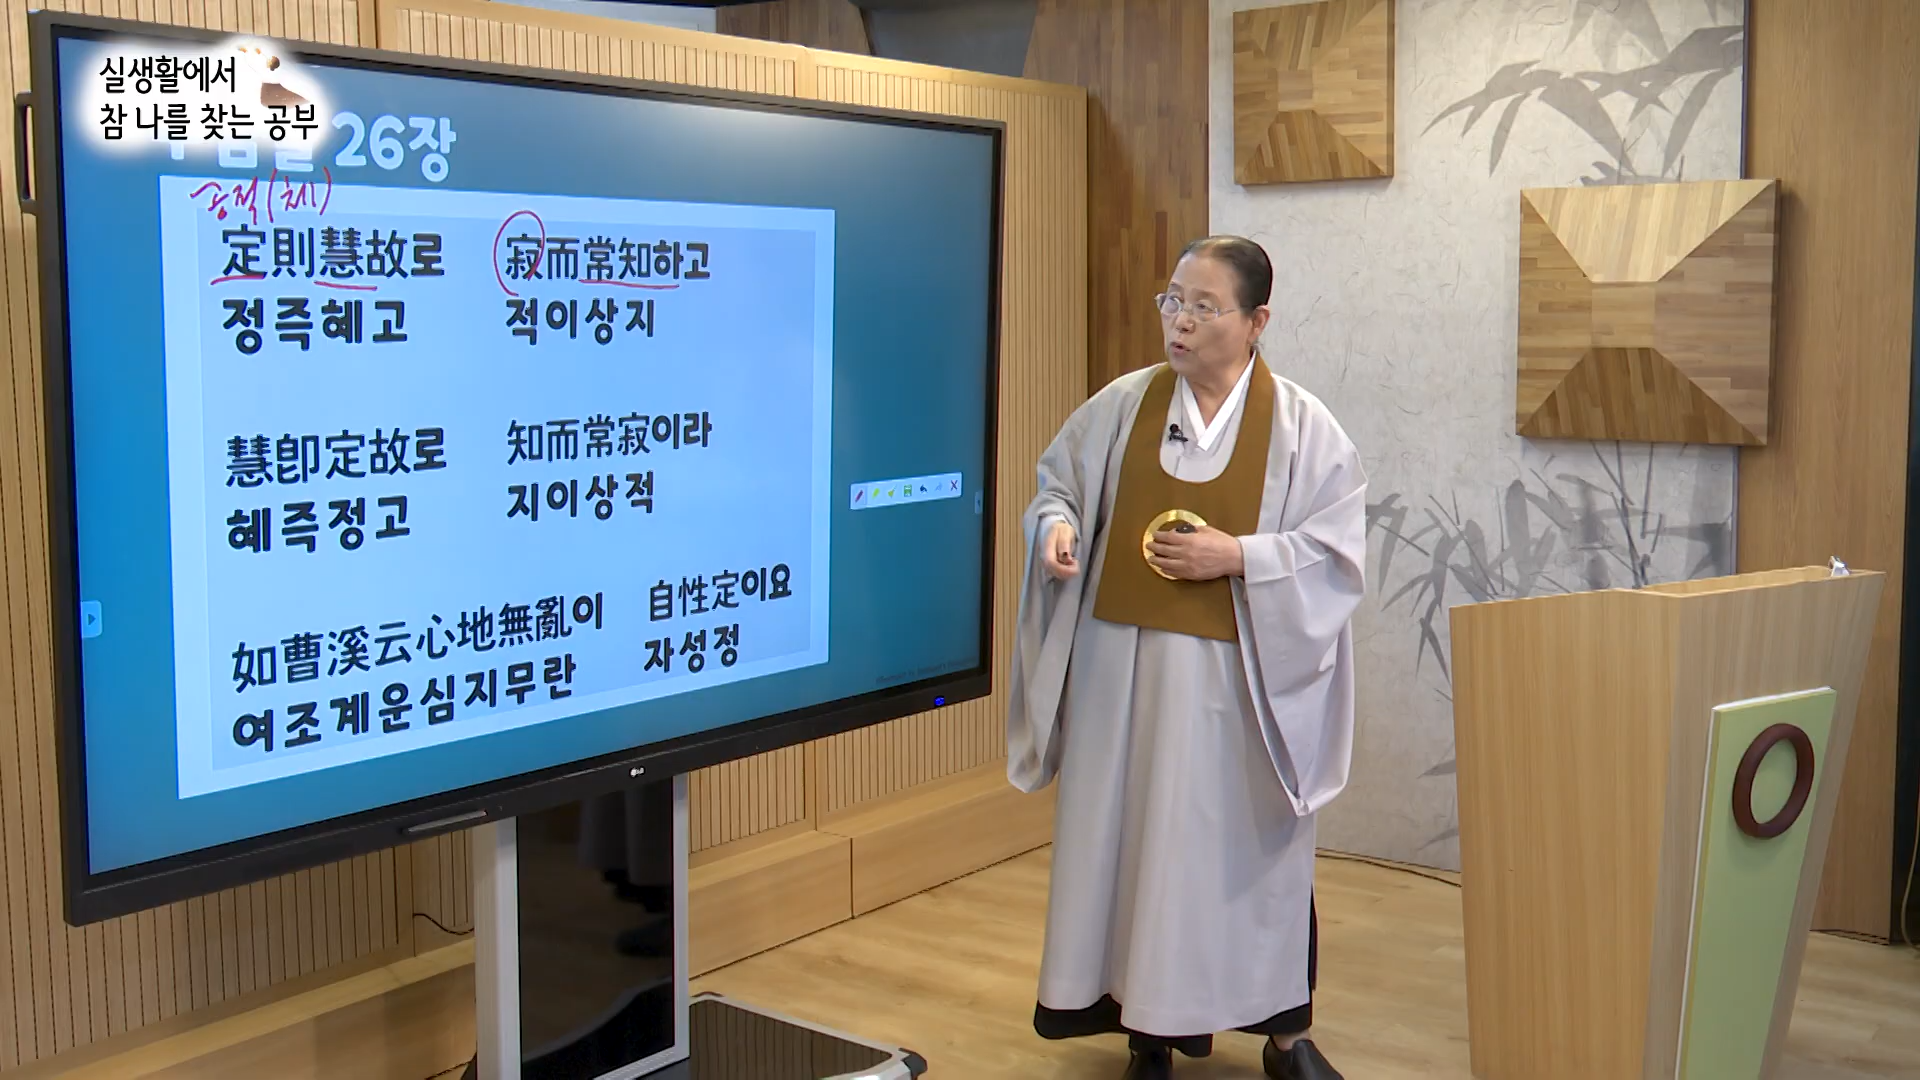 실생활에서
참 나를 찾는 공부
26장
공적(체)
定則慧故로 寂而常知하고
정즉혜고 적이상지
慧卽定故로 知而常寂이라
혜즉정고 지이상적
如曹溪云心地無亂이 自性定이요
여조계운심지무란 자성정
LG